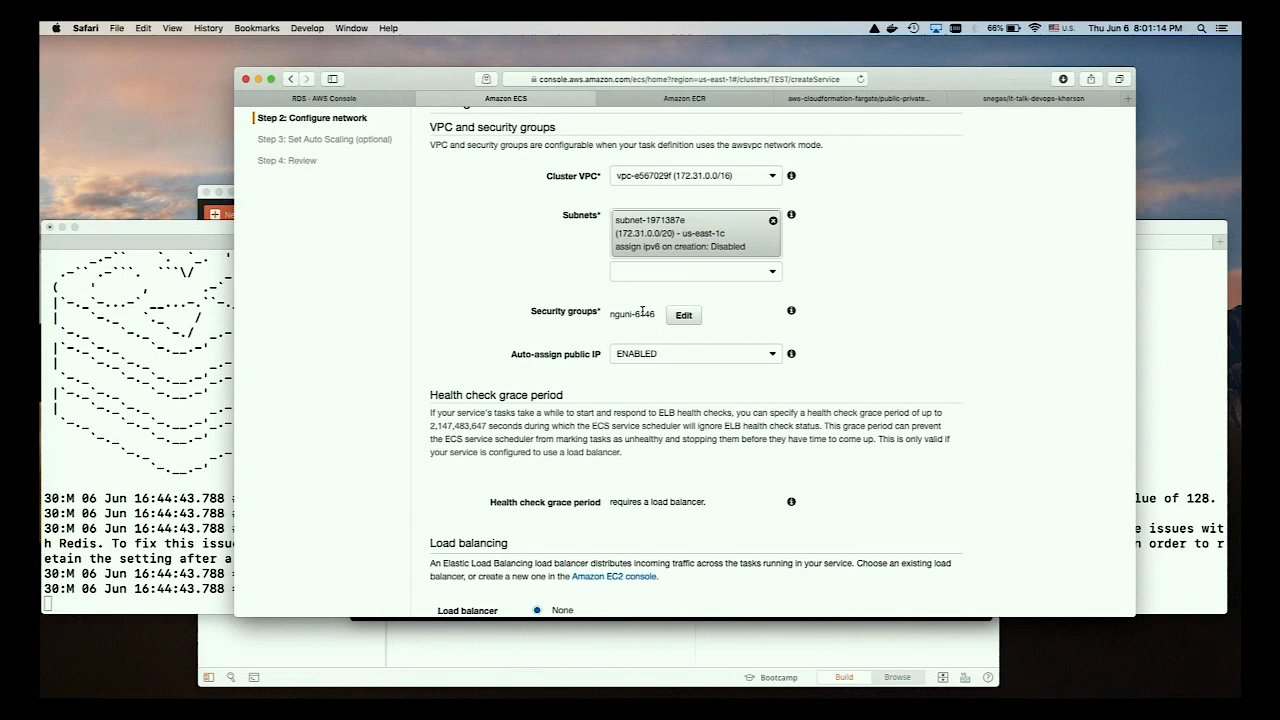 Safari File Edit View History Bookmarks Develop Window Help
66% U.S. Thu Jun 6 8:01:14 PM
console.aws.amazon.com/ecs/home?region=us-east-1#/clusters/TEST/createService
RDS - AWS Console
Amazon ECS
Amazon ECR
aws-cloudformation-fargate/public-private...
snegas/it-talk-devops-kherson
Step 2: Configure network
Step 3: Set Auto Scaling (optional)
Step 4: Review
VPC and security groups
VPC and security groups are configurable when your task definition uses the awsvpc network mode.
Cluster VPC* vpc-e567029f (172.31.0.0/16)
Subnets* subnet-1971387e
(172.31.0.0/20) - us-east-1c
assign ipv6 on creation: Disabled
Security groups* Edit
Auto-assign public IP ENABLED
Health check grace period
If your service's tasks take a while to start and respond to ELB health checks, you can specify a health check grace period of up to
2,147,483,647 seconds during which the ECS service scheduler will ignore ELB health check status. This grace period can prevent
the ECS service scheduler from marking tasks as unhealthy and stopping them before they have time to come up. This is only valid if
your service is configured to use a load balancer.
Health check grace period requires a load balancer.
Load balancing
An Elastic Load Balancing load balancer distributes incoming traffic across the tasks running in your service. Choose an existing load
balancer, or create a new one in the Amazon EC2 console.
Load balancer None
30:M 06 Jun 16:44:43.788 lue of 128.
30:M 06 Jun 16:44:43.788
30:M 06 Jun 16:44:43.788 e issues wit
h Redis. To fix this issu n order to r
etain the setting after a
30:M 06 Jun 16:44:43.788
30:M 06 Jun 16:44:43.788
Bootcamp Build Browse